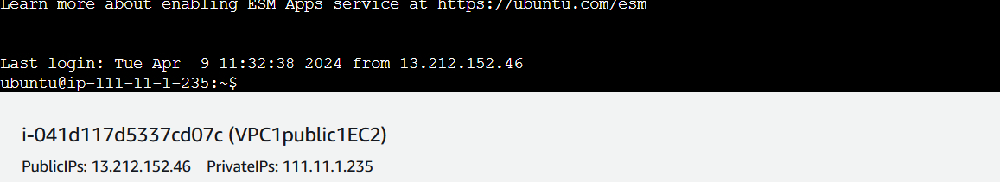 Learn more about enabling ESM Apps service at https://ubuntu.com/esm
Last login: Tue Apr  9 11:32:38 2024 from 13.212.152.46
ubuntu@ip-111-11-1-235:~$
i-041d117d5337cd07c (VPC1public1EC2)
PublicIPs: 13.212.152.46 PrivateIPs: 111.11.1.235